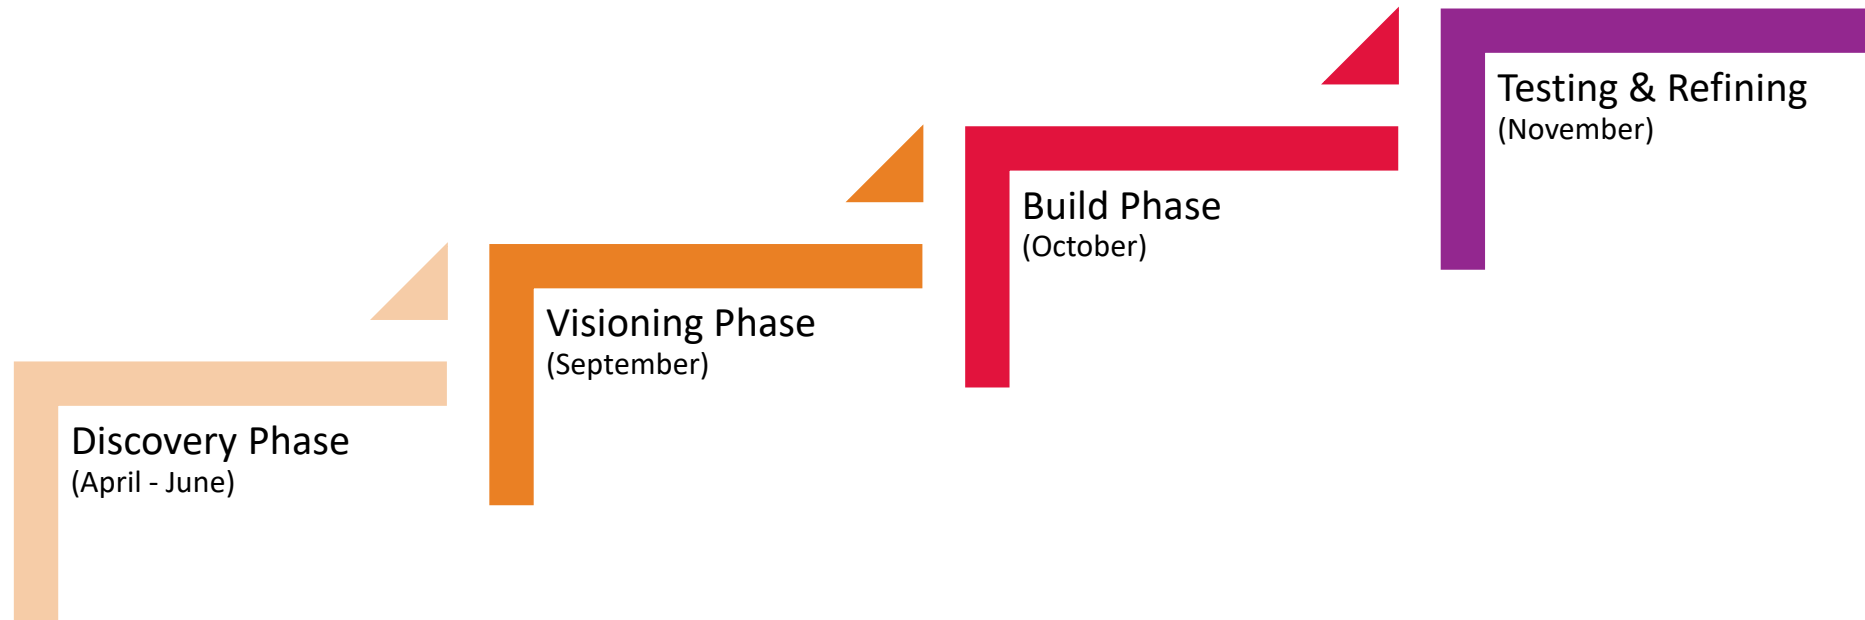 Discovery Phase
(April - June)
Visioning Phase
(September)
Build Phase
(October)
Testing & Refining
(November)